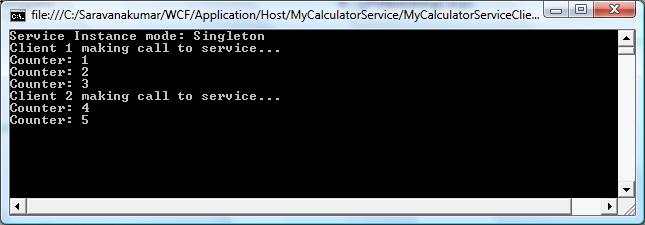 file:///C:/Saravanakumar/WCF/Application/Host/MyCalculatorService/MyCalculatorServiceClie...
Service Instance mode: Singleton
Client 1 making call to service...
Counter: 1
Counter: 2
Counter: 3
Client 2 making call to service...
Counter: 4
Counter: 5